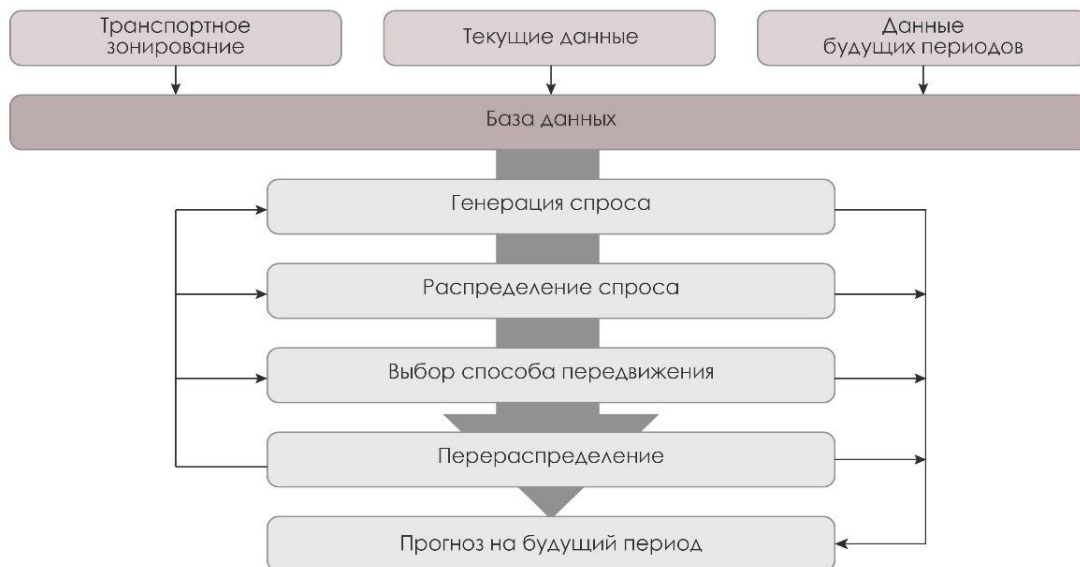 Транспортное
зонирование
Текущие данные
Данные
будущих периодов
База данных
Генерация спроса
Распределение спроса
Выбор способа передвижения
Перераспределение
Прогноз на будущий период